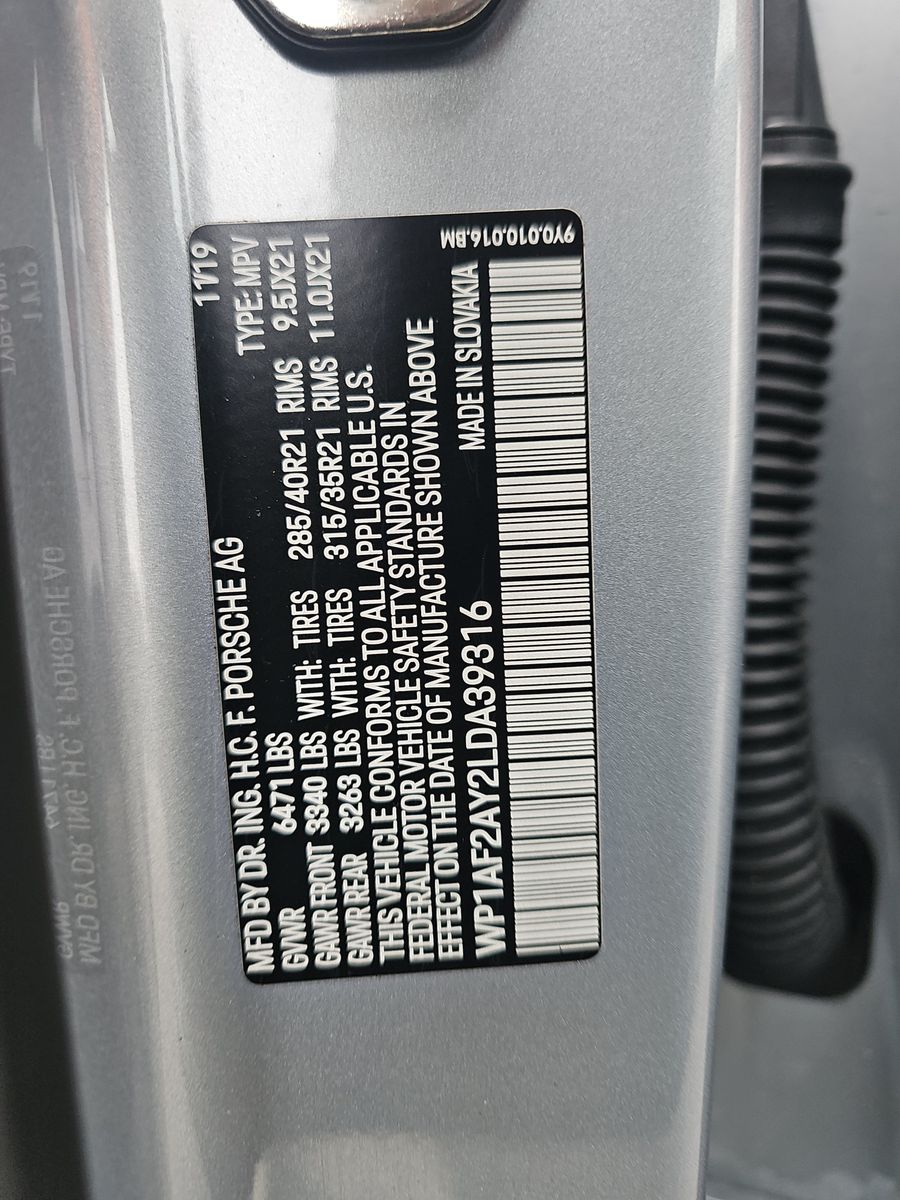 MFD BY DR. ING. H.C. F. PORSCHE AG 11/19
GVWR 6471 LBS TYPE: MPV
GAWR FRONT 3340 LBS WITH: TIRES 285/40R21 RIMS 9.5JX21
GAWR REAR 3263 LBS WITH: TIRES 315/35R21 RIMS 11.0JX21
THIS VEHICLE CONFORMS TO ALL APPLICABLE U.S.
FEDERAL MOTOR VEHICLE SAFETY STANDARDS IN
EFFECT ON THE DATE OF MANUFACTURE SHOWN ABOVE
WP1AF2AY2LDA39316 MADE IN SLOVAKIA
9Y0.010.016.BM